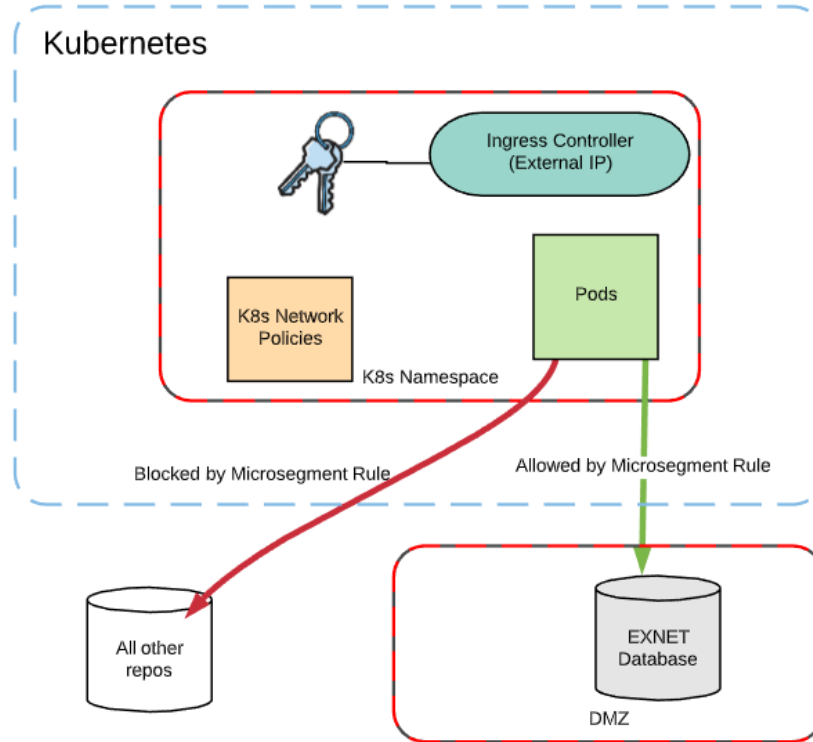 Kubernetes
Ingress Controller
(External IP)
K8s Network
Policies
Pods
K8s Namespace
Blocked by Microsegment Rule
Allowed by Microsegment Rule
All other
repos
EXNET
Database
DMZ